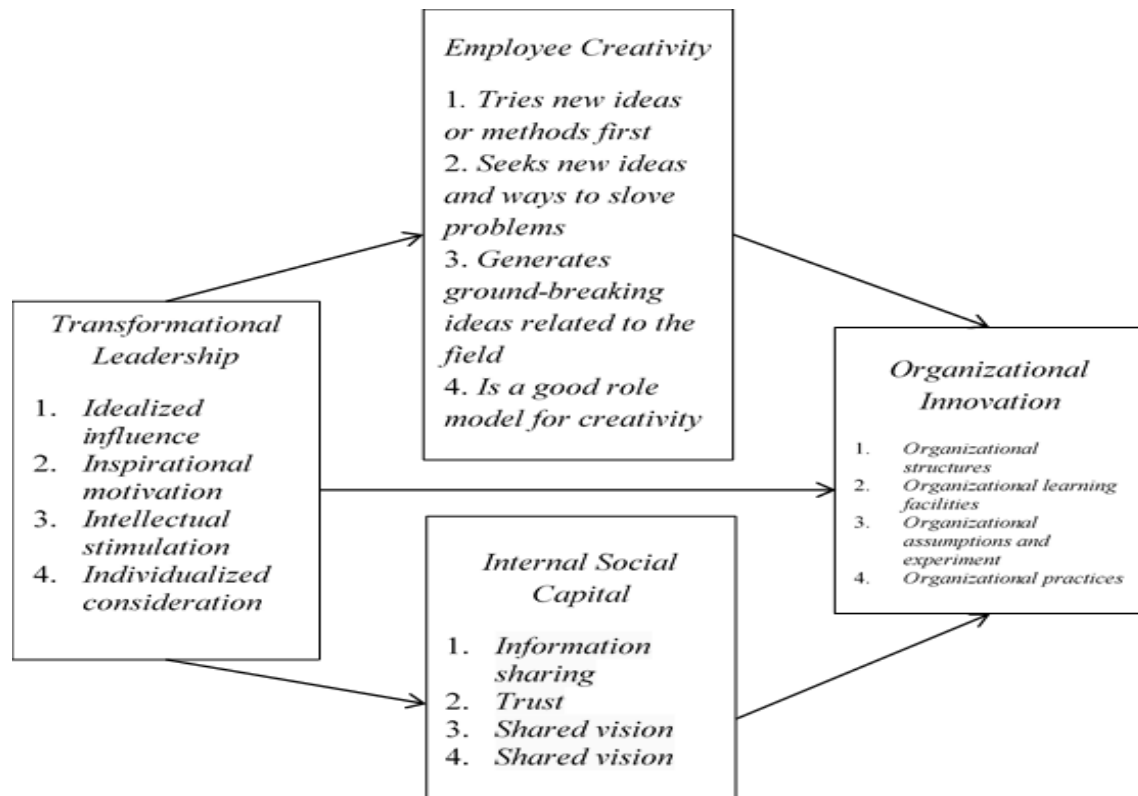 Employee Creativity
1. Tries new ideas
or methods first
2. Seeks new ideas
and ways to slove
problems
3. Generates
ground-breaking
ideas related to the
field
4. Is a good role
model for creativity
Transformational
Leadership
1. Idealized
influence
2. Inspirational
motivation
3. Intellectual
stimulation
4. Individualized
consideration
Internal Social
Capital
1. Information
sharing
2. Trust
3. Shared vision
4. Shared vision
Organizational
Innovation
1. Organizational
structures
2. Organizational learning
facilities
3. Organizational
assumptions and
experiment
4. Organizational practices